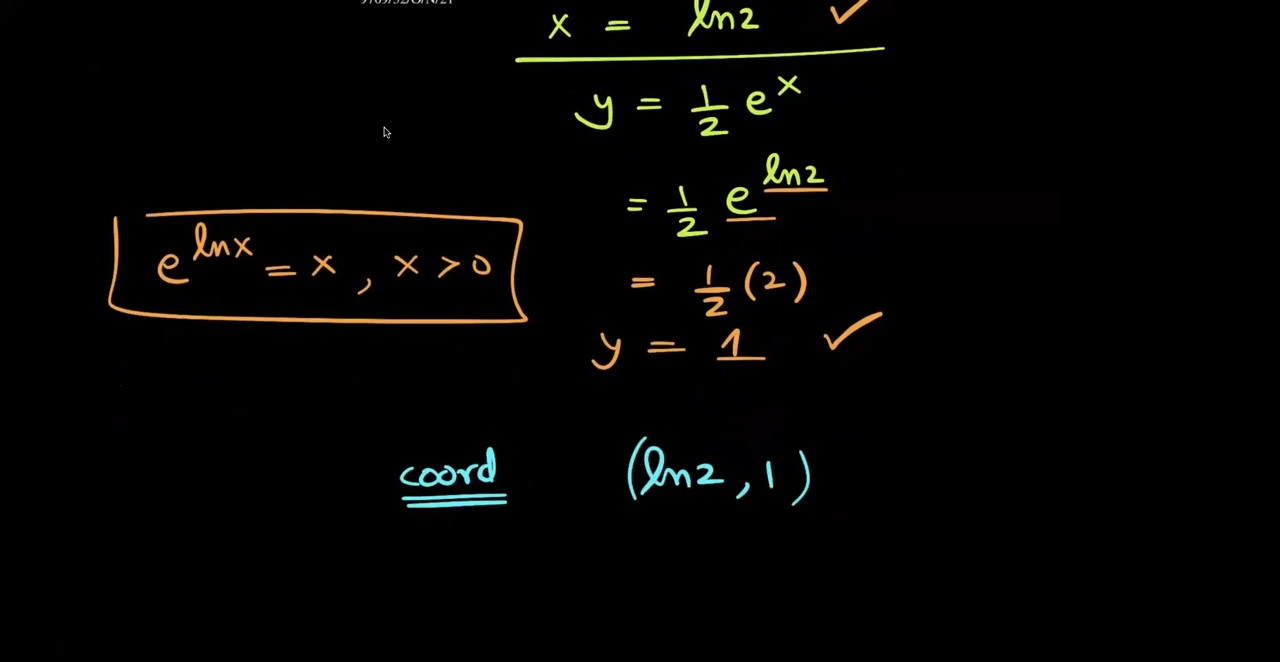 x = ln2 ✓
y = 1/2 e^x
= 1/2 e^ln2
e^lnx = x , x > 0
= 1/2 (2)
y = 1 ✓
coord (ln2, 1)